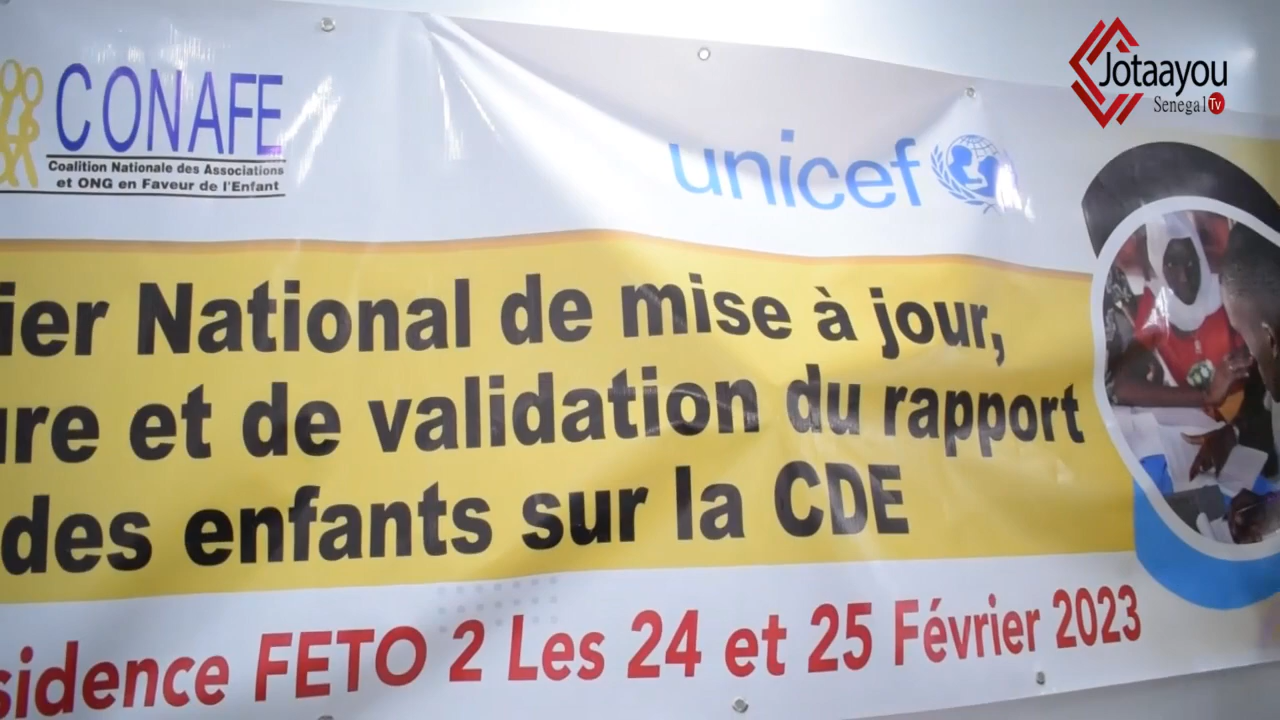 Jotaayou
Senegal Tv
CONAFE
Coalition Nationale des Associations
et ONG en Faveur de l'Enfant
unicef
ier National de mise à jour,
ure et de validation du rapport
des enfants sur la CDE
sidence FETO 2 Les 24 et 25 Février 2023